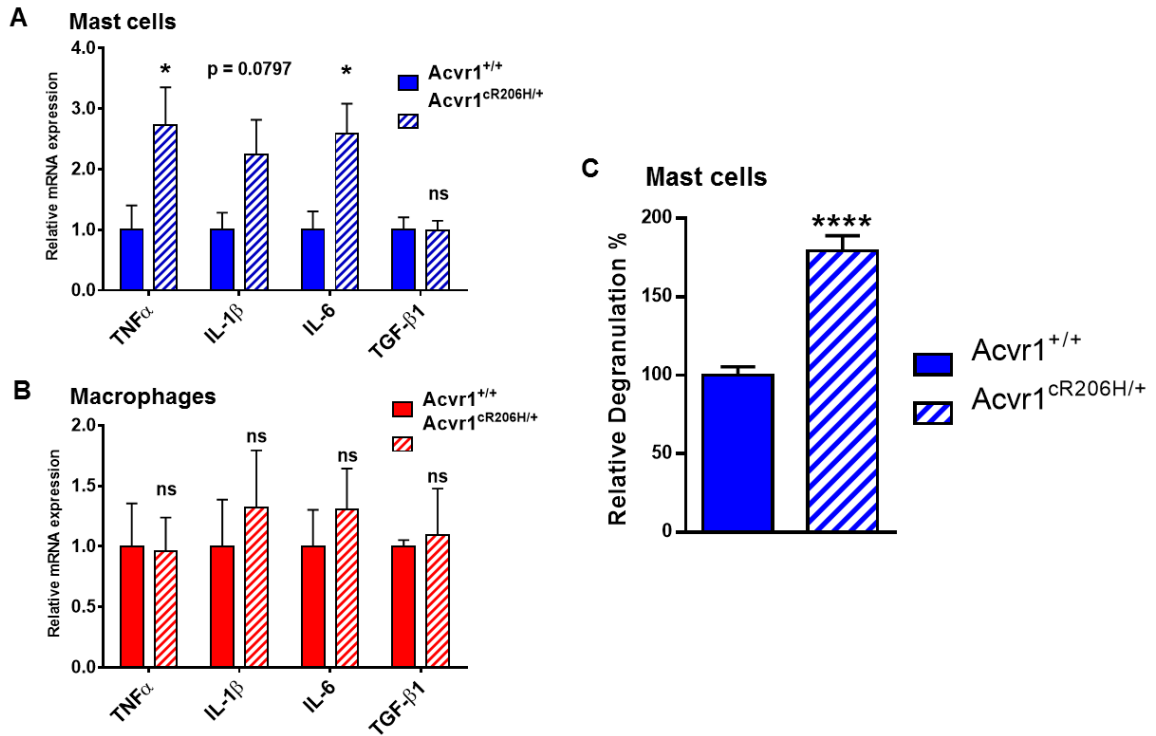 A
Mast cells
Relative mRNA expression
4.0
3.0
2.0
1.0
0.0
* p = 0.0797 * ns
Acvr1+/+
Acvr1cR206H/+
TNFα IL-1β IL-6 TGF-β1
B
Macrophages
Relative mRNA expression
2.0
1.5
1.0
0.5
0.0
ns ns ns ns
Acvr1+/+
Acvr1cR206H/+
TNFα IL-1β IL-6 TGF-β1
C
Mast cells
Relative Degranulation %
200
150
100
50
0
****
Acvr1+/+
Acvr1cR206H/+